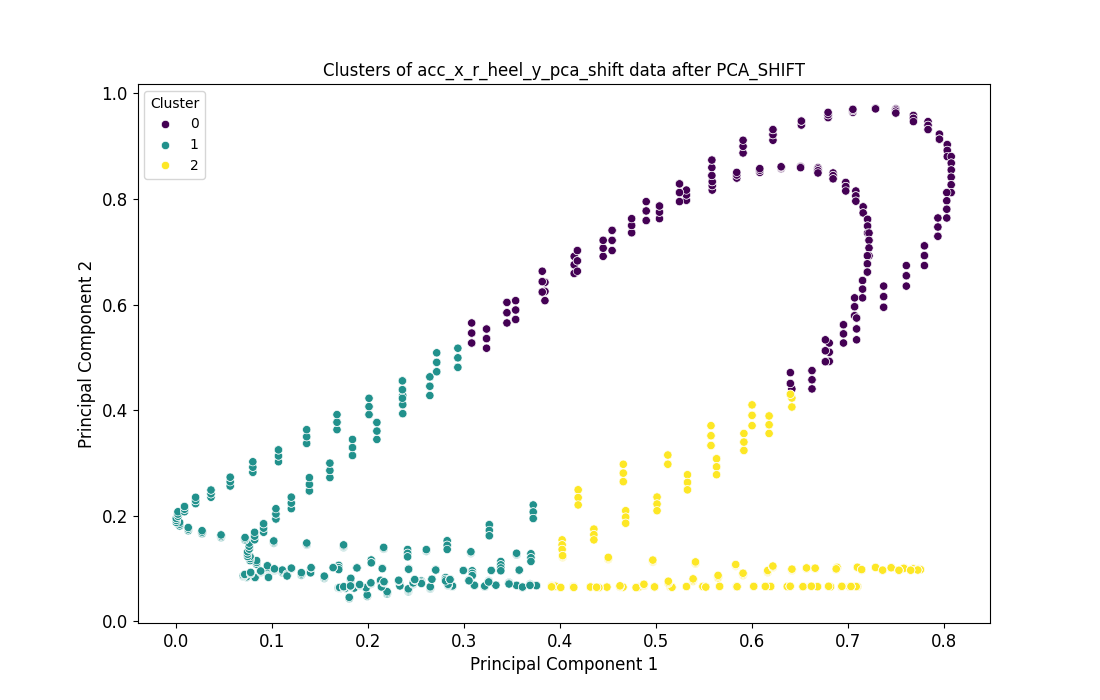 Clusters of acc_x_r_heel_y_pca_shift data after PCA_SHIFT
Cluster
0
1
2
Principal Component 2
1.0
0.8
0.6
0.4
0.2
0.0
0.0 0.1 0.2 0.3 0.4 0.5 0.6 0.7 0.8
Principal Component 1